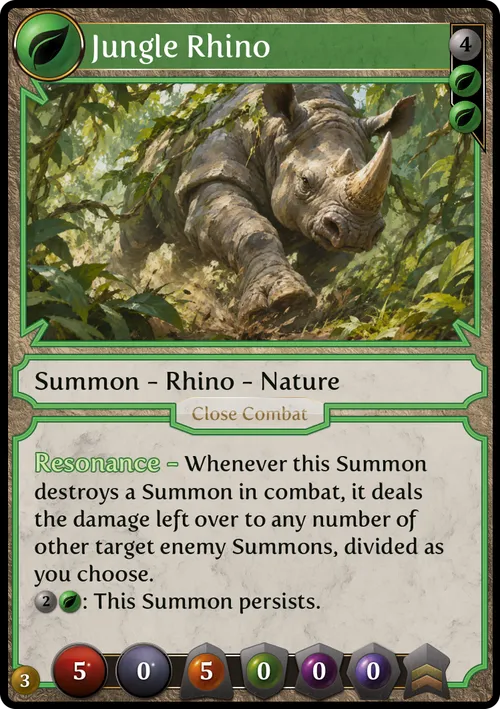 Jungle Rhino
4
Summon - Rhino - Nature
Close Combat
Resonance - Whenever this Summon
destroys a Summon in combat, it deals
the damage left over to any number of
other target enemy Summons, divided as
you choose.
2 : This Summon persists.
3 5* 0* 5 0 0 0